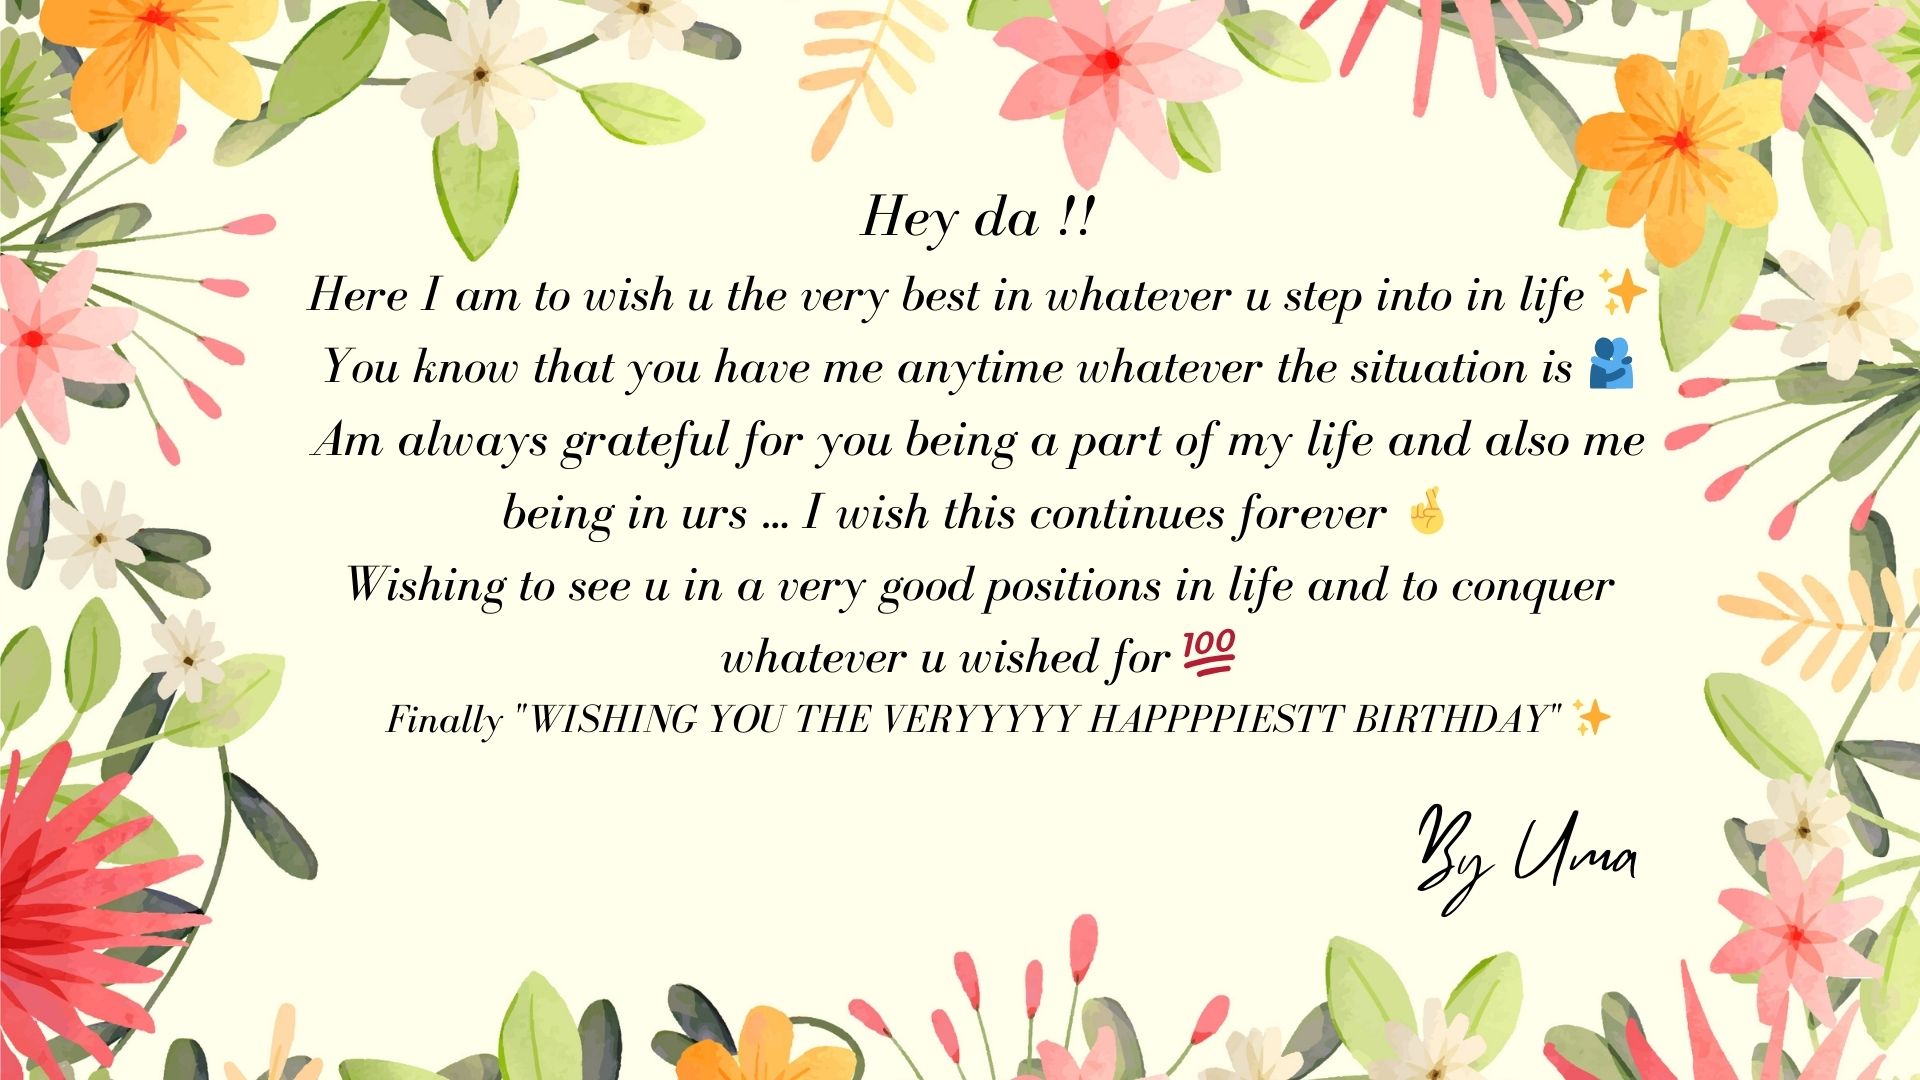 Hey da !!
Here I am to wish u the very best in whatever u step into in life ✨
You know that you have me anytime whatever the situation is 🫂
Am always grateful for you being a part of my life and also me
being in urs ... I wish this continues forever 🤞
Wishing to see u in a very good positions in life and to conquer
whatever u wished for 💯
Finally "WISHING YOU THE VERYYYYY HAPPPPIESTT BIRTHDAY" ✨
By Uma